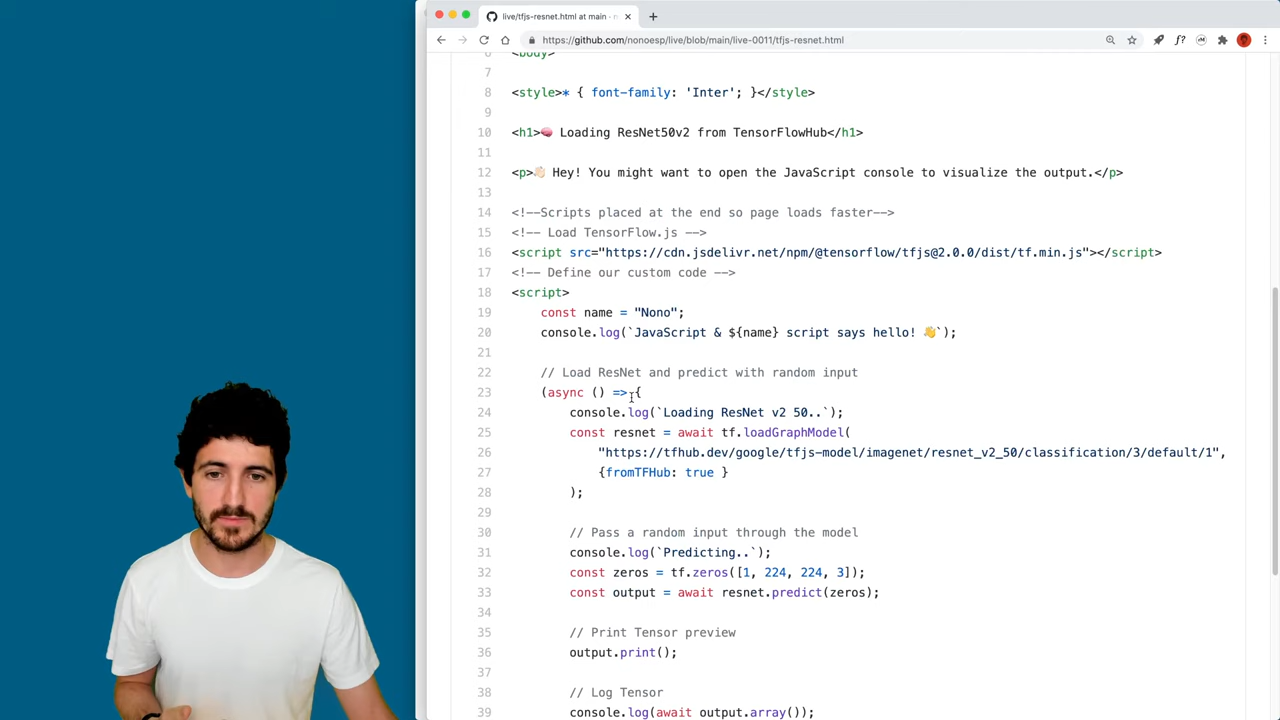 live/tfjs-resnet.html at main · n
https://github.com/nonoesp/live/blob/main/live-0011/tfjs-resnet.html
f?
6 <body>
7
8 <style>* { font-family: 'Inter'; }</style>
9
10 <h1>🧠 Loading ResNet50v2 from TensorFlowHub</h1>
11
12 <p>👋🏻 Hey! You might want to open the JavaScript console to visualize the output.</p>
13
14 <!--Scripts placed at the end so page loads faster-->
15 <!-- Load TensorFlow.js -->
16 <script src="https://cdn.jsdelivr.net/npm/@tensorflow/tfjs@2.0.0/dist/tf.min.js"></script>
17 <!-- Define our custom code -->
18 <script>
19 const name = "Nono";
20 console.log(`JavaScript & ${name} script says hello! 👋`);
21
22 // Load ResNet and predict with random input
23 (async () => {
24 console.log(`Loading ResNet v2 50..`);
25 const resnet = await tf.loadGraphModel(
26 "https://tfhub.dev/google/tfjs-model/imagenet/resnet_v2_50/classification/3/default/1",
27 {fromTFHub: true }
28 );
29
30 // Pass a random input through the model
31 console.log(`Predicting..`);
32 const zeros = tf.zeros([1, 224, 224, 3]);
33 const output = await resnet.predict(zeros);
34
35 // Print Tensor preview
36 output.print();
37
38 // Log Tensor
39 console.log(await output.array());